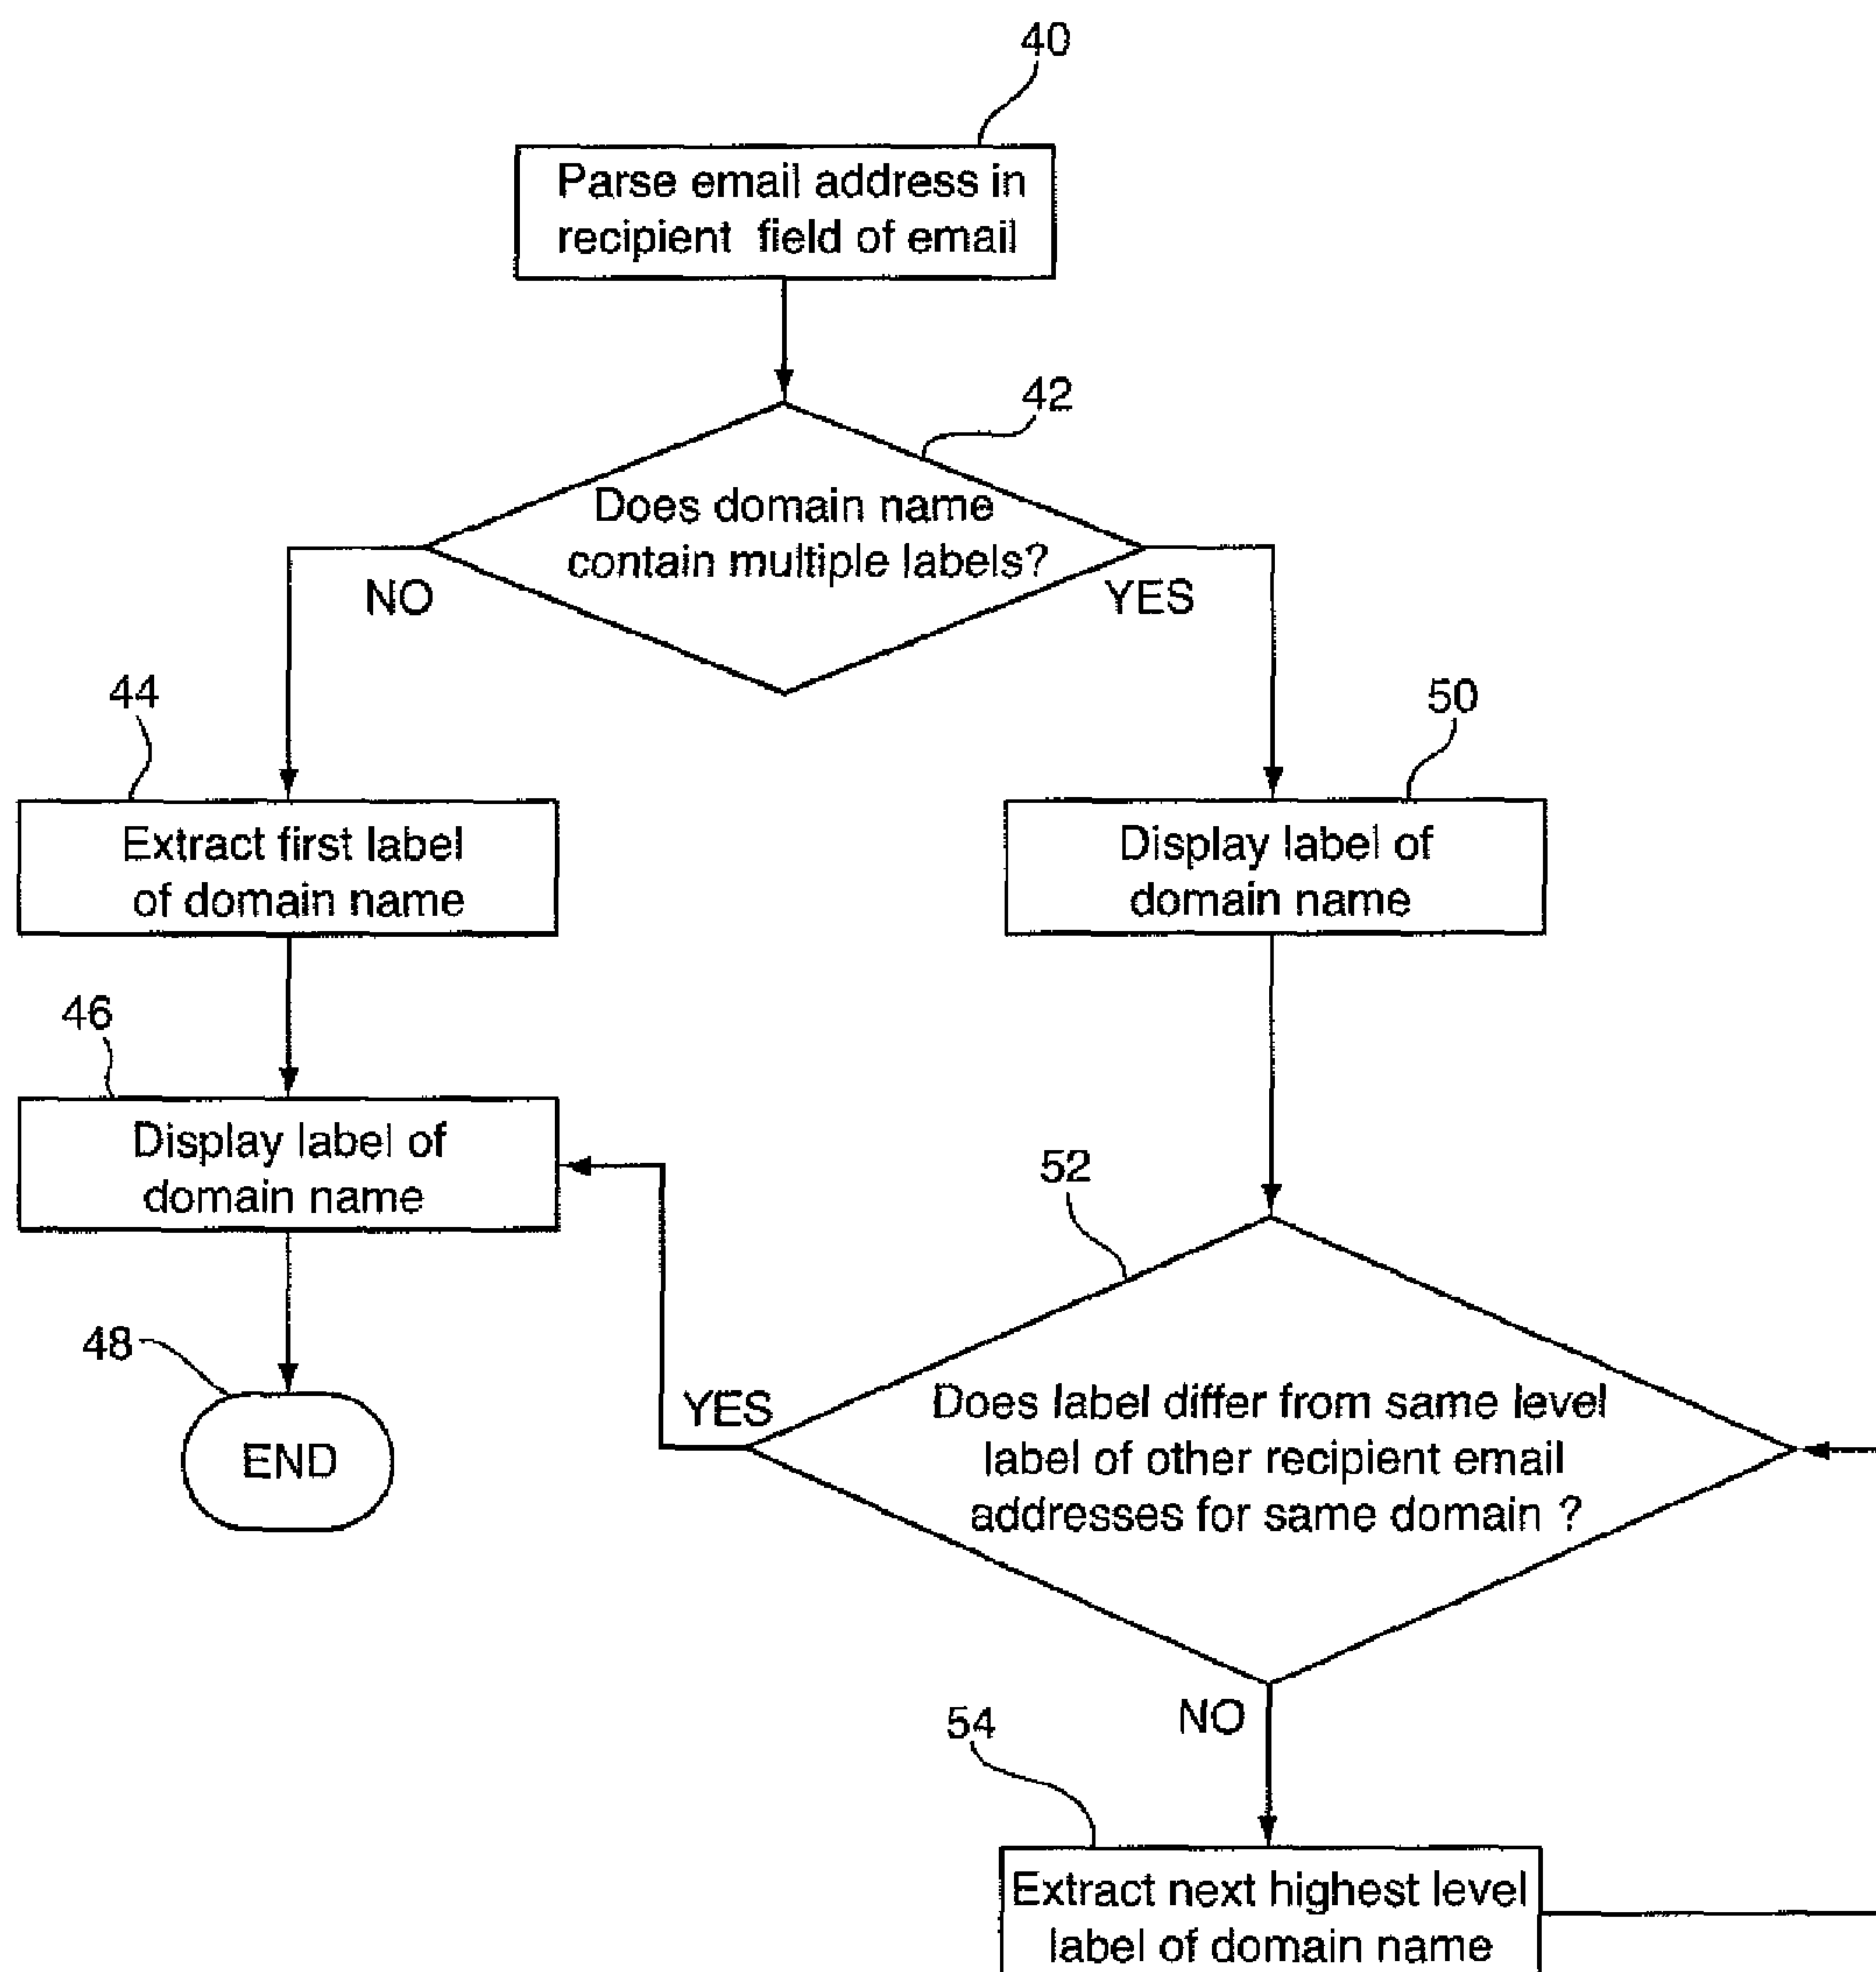 40
Parse email address in
recipient field of email
42
Does domain name
contain multiple labels?
NO
YES
44
50
Extract first label
of domain name
Display label of
domain name
46
Display label of
domain name
52
48
END
YES
Does label differ from same level
label of other recipient email
addresses for same domain ?
NO
54
Extract next highest level
label of domain name